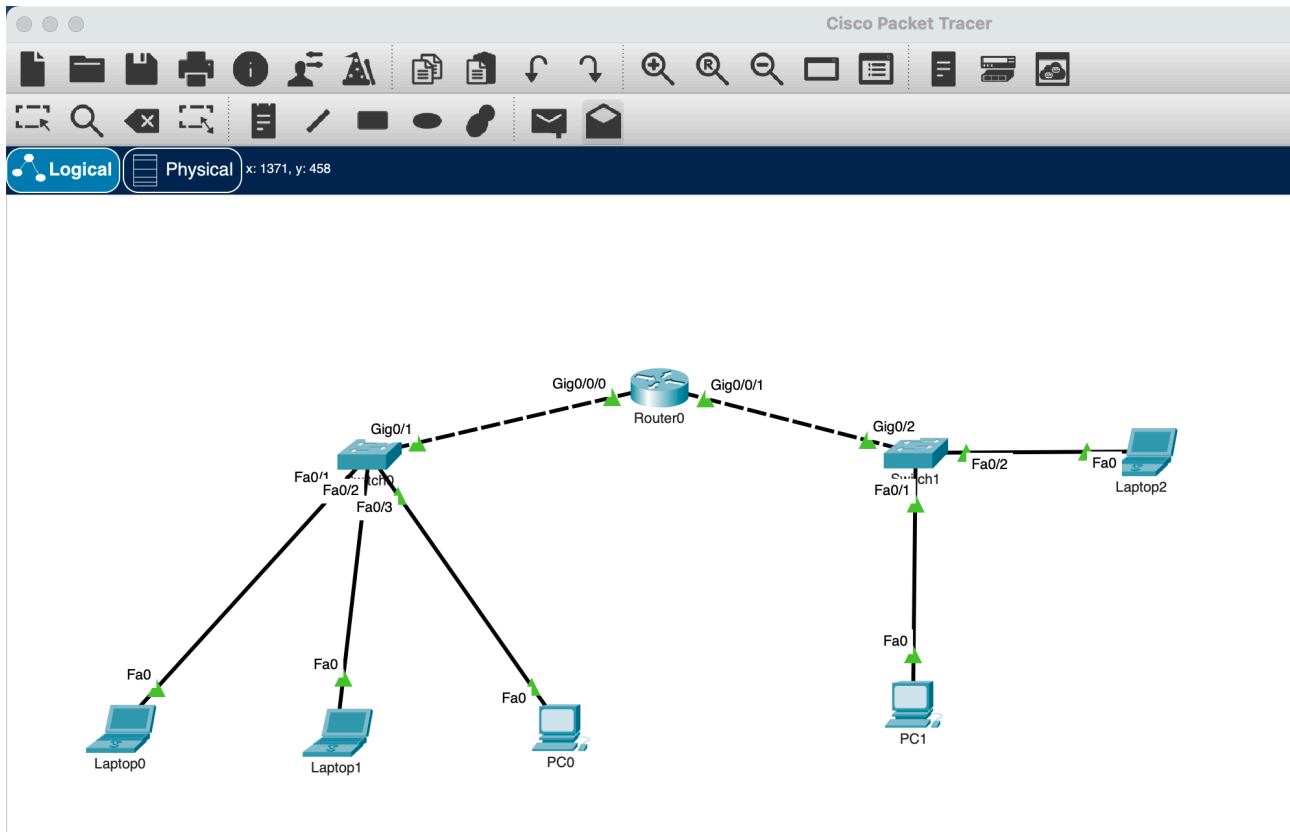 Cisco Packet Tracer
Logical Physical x: 1371, y: 458
Gig0/0/0 Gig0/0/1
Router0
Gig0/1 Gig0/2
Fa0/1 Fa0/2 Fa0
Fa0/2 Switch1 Laptop2
Fa0/3 Fa0/1
Fa0
Fa0 Fa0
Fa0
PC1
Laptop0 Laptop1 PC0